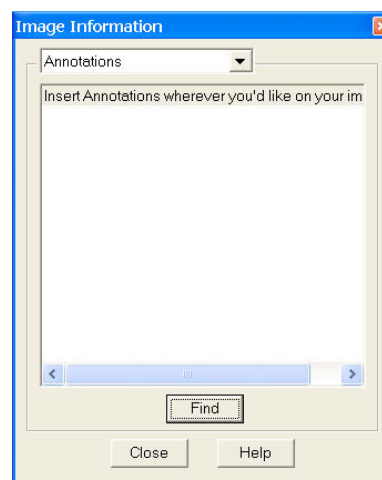 Image Information
Annotations
Insert Annotations wherever you'd like on your im
Find
Close
Help